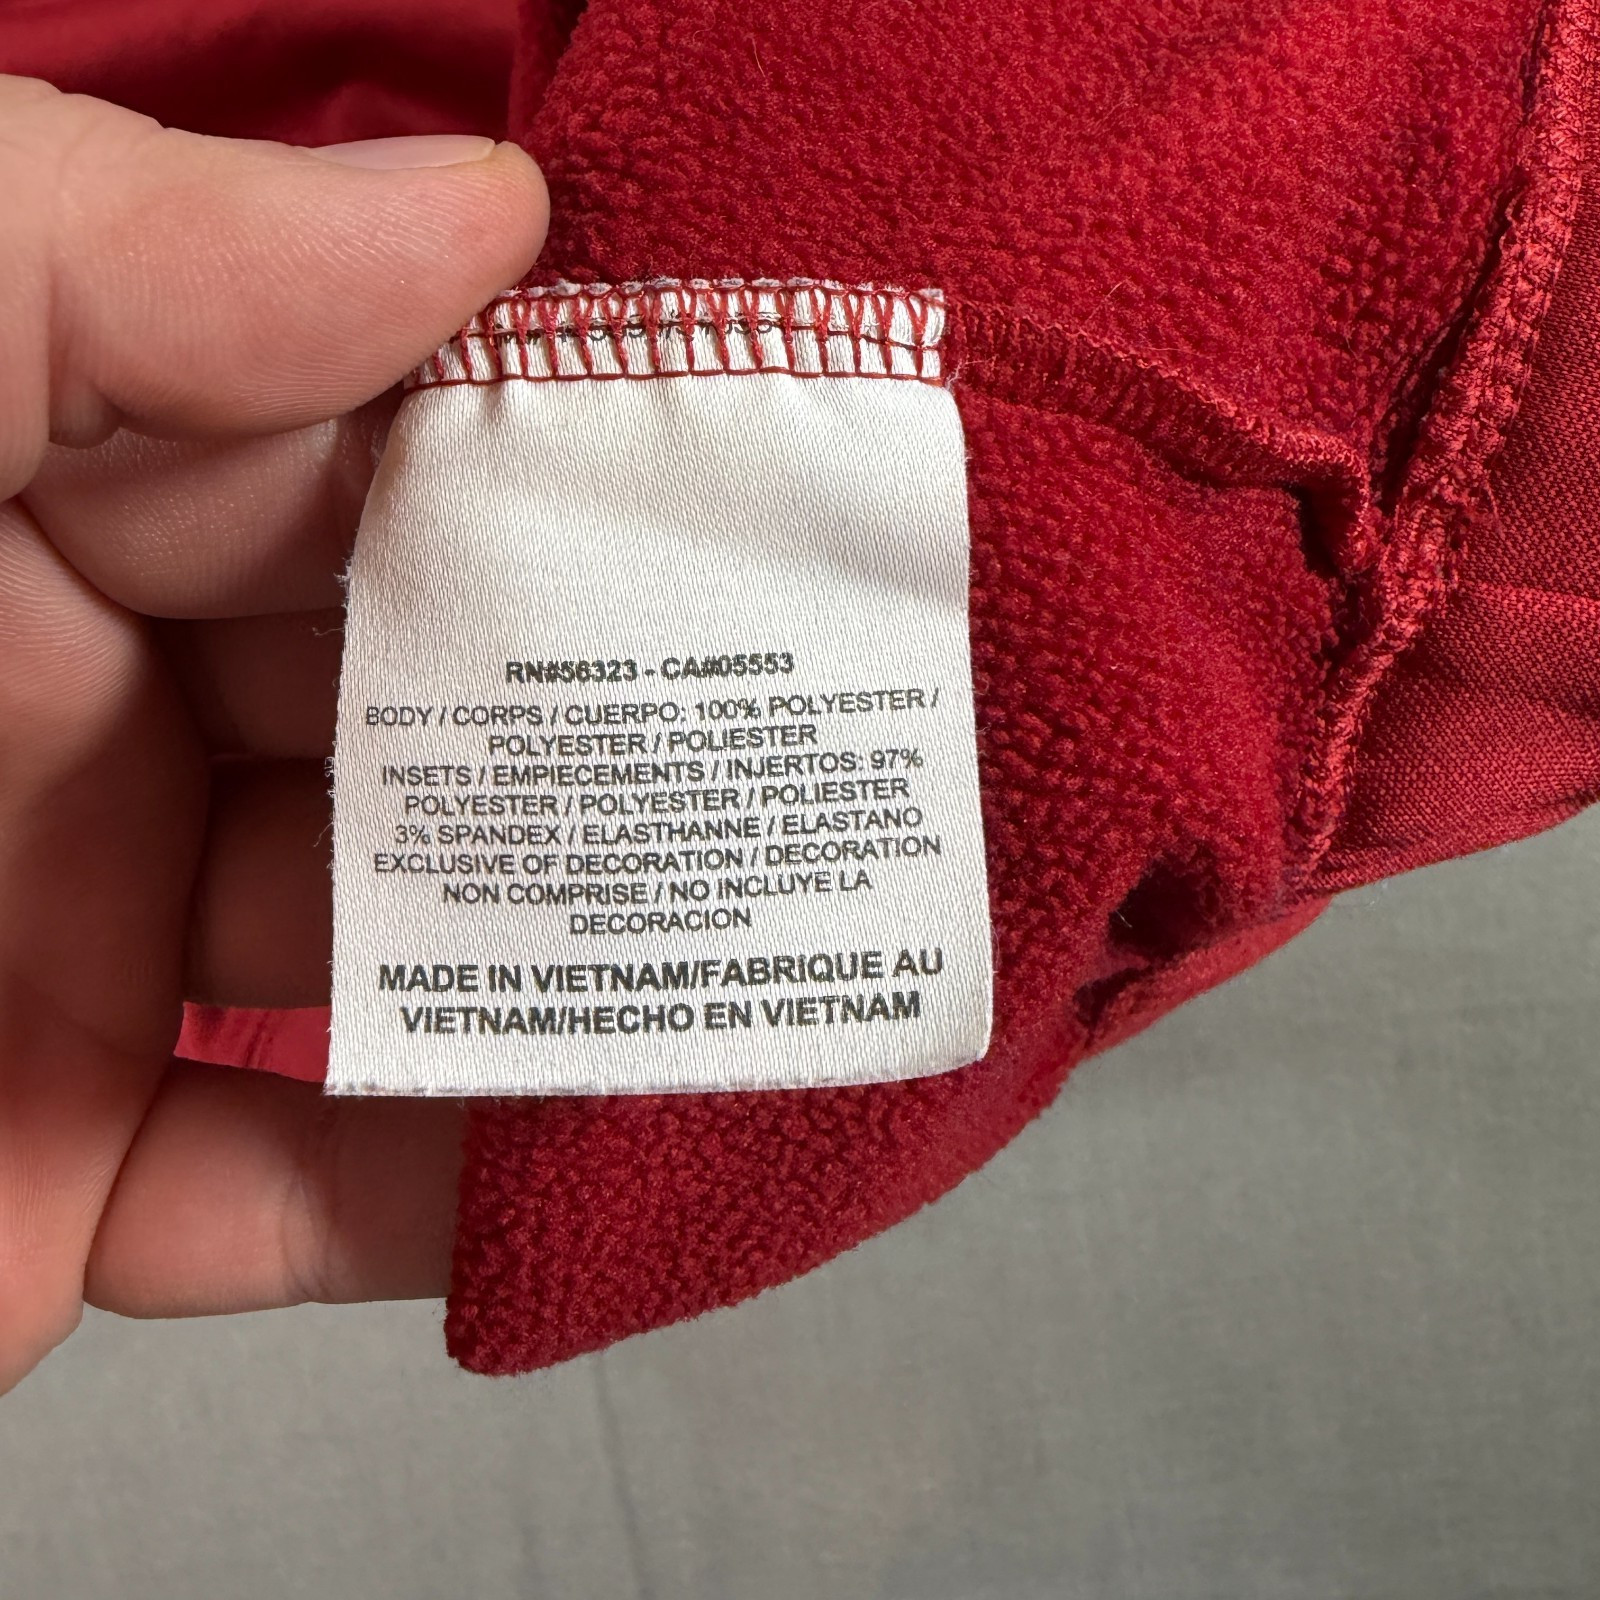 RN#56323 - CA#05553
BODY / CORPS / CUERPO: 100% POLYESTER /
POLYESTER / POLIESTER
INSETS / EMPIECEMENTS / INJERTOS: 97%
POLYESTER / POLYESTER / POLIESTER
3% SPANDEX / ELASTHANNE / ELASTANO
EXCLUSIVE OF DECORATION / DECORATION
NON COMPRISE / NO INCLUYE LA
DECORACION
MADE IN VIETNAM/FABRIQUE AU
VIETNAM/HECHO EN VIETNAM